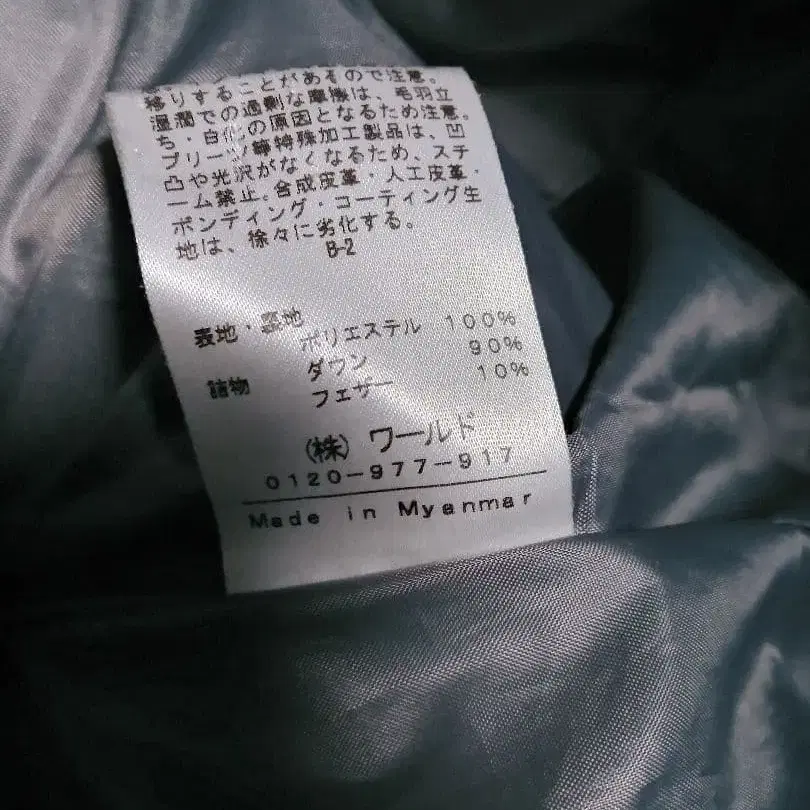 移りすることがあるので注意。
湿潤での過剰な摩擦は、毛羽立
ち・白化の原因となるため注意。
プリーツ等特殊加工製品は、凹
凸や光沢がなくなるため、スチ
ーム禁止。合成皮革・人工皮革・
ボンディング・コーティング生
地は、徐々に劣化する。
B-2
表地・裏地 ポリエステル 100%
詰物 ダウン 90%
フェザー 10%
(株) ワールド
0120-977-917
Made in Myanmar